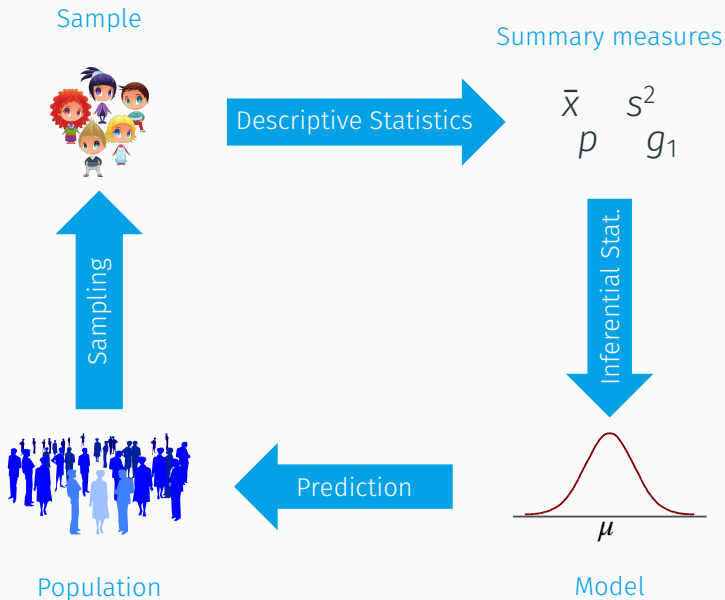 Sample
Summary measures
Descriptive Statistics
x̄ s²
p g₁
Sampling
Inferential Stat.
Prediction
μ
Population
Model